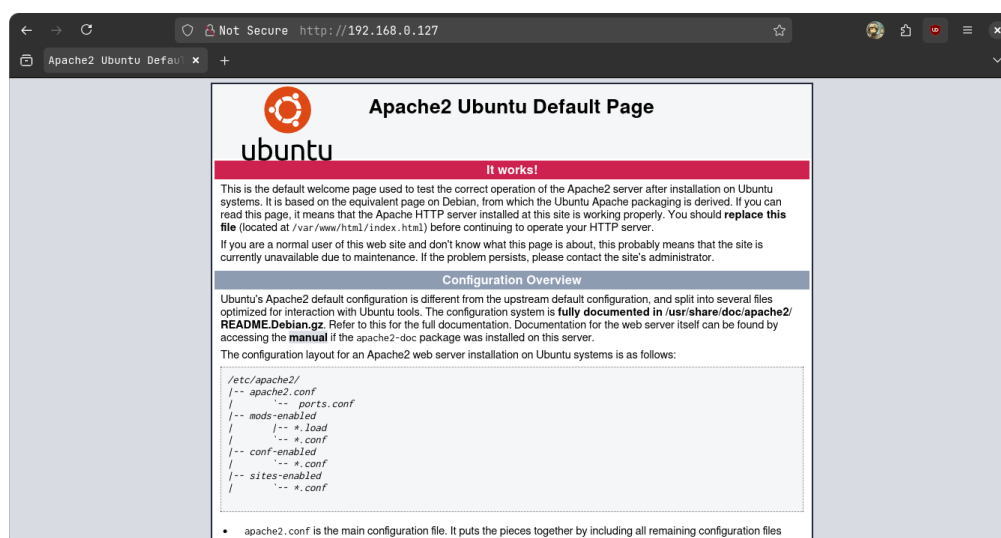 Not Secure http://192.168.0.127
Apache2 Ubuntu Defaul
Apache2 Ubuntu Default Page
ubuntu
It works!
This is the default welcome page used to test the correct operation of the Apache2 server after installation on Ubuntu
systems. It is based on the equivalent page on Debian, from which the Ubuntu Apache packaging is derived. If you can
read this page, it means that the Apache HTTP server installed at this site is working properly. You should replace this
file (located at /var/www/html/index.html) before continuing to operate your HTTP server.
If you are a normal user of this web site and don't know what this page is about, this probably means that the site is
currently unavailable due to maintenance. If the problem persists, please contact the site's administrator.
Configuration Overview
Ubuntu's Apache2 default configuration is different from the upstream default configuration, and split into several files
optimized for interaction with Ubuntu tools. The configuration system is fully documented in /usr/share/doc/apache2/
README.Debian.gz. Refer to this for the full documentation. Documentation for the web server itself can be found by
accessing the manual if the apache2-doc package was installed on this server.
The configuration layout for an Apache2 web server installation on Ubuntu systems is as follows:
/etc/apache2/
|-- apache2.conf
|       `--  ports.conf
|-- mods-enabled
|       |-- *.load
|       `-- *.conf
|-- conf-enabled
|       `-- *.conf
|-- sites-enabled
|       `-- *.conf
• apache2.conf is the main configuration file. It puts the pieces together by including all remaining configuration files